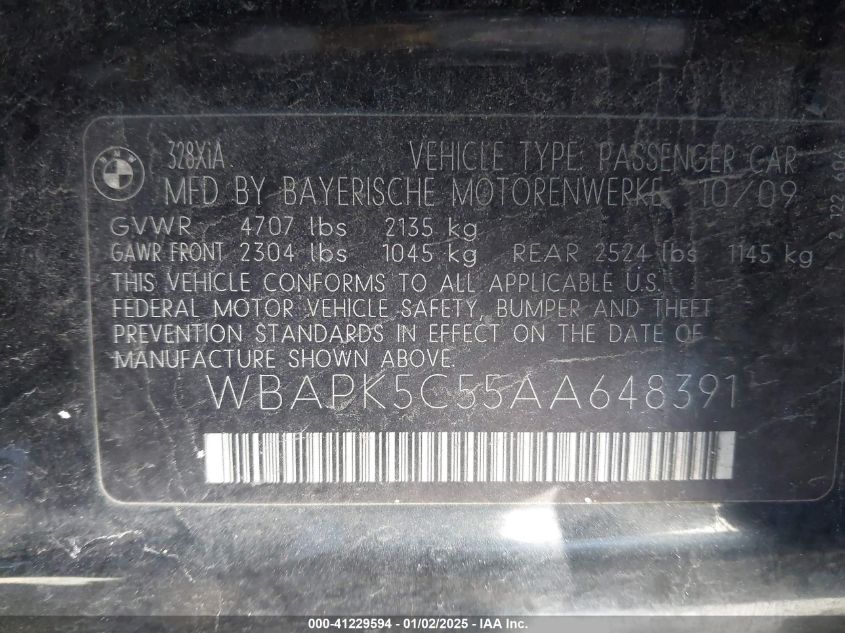 BMW
328XiA VEHICLE TYPE: PASSENGER CAR
MFD BY BAYERISCHE MOTORENWERKE 10/09
GVWR 4707 lbs 2135 kg
GAWR FRONT 2304 lbs 1045 kg REAR 2524 lbs 1145 kg
THIS VEHICLE CONFORMS TO ALL APPLICABLE U.S.
FEDERAL MOTOR VEHICLE SAFETY, BUMPER AND THEFT
PREVENTION STANDARDS IN EFFECT ON THE DATE OF
MANUFACTURE SHOWN ABOVE.
WBAPK5C55AA648391
2 122
000-41229594 - 01/02/2025 - IAA Inc.